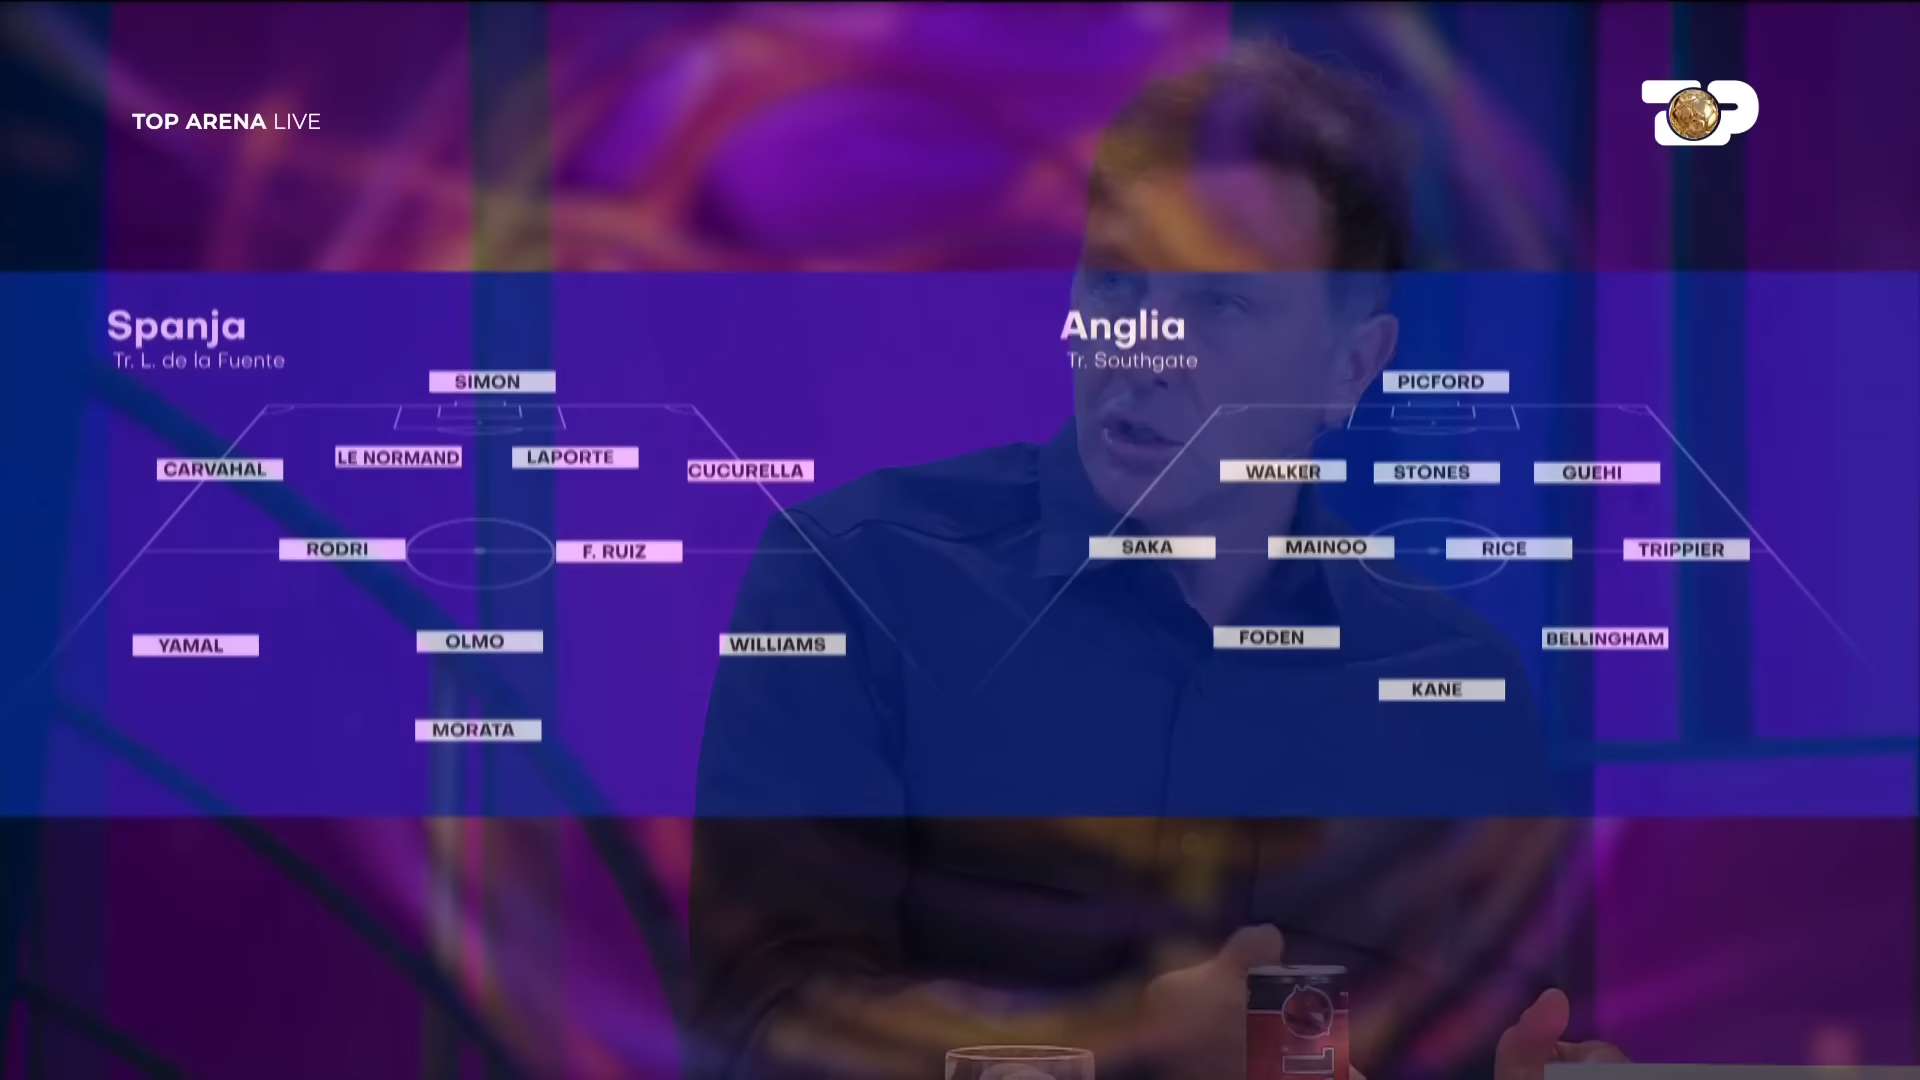 TOP ARENA LIVE
TOP
Spanja
Tr. L. de la Fuente
SIMON
CARVAHAL
LE NORMAND
LAPORTE
CUCURELLA
RODRI
F. RUIZ
YAMAL
OLMO
WILLIAMS
MORATA
Anglia
Tr. Southgate
PICFORD
WALKER
STONES
GUEHI
SAKA
MAINOO
RICE
TRIPPIER
FODEN
BELLINGHAM
KANE